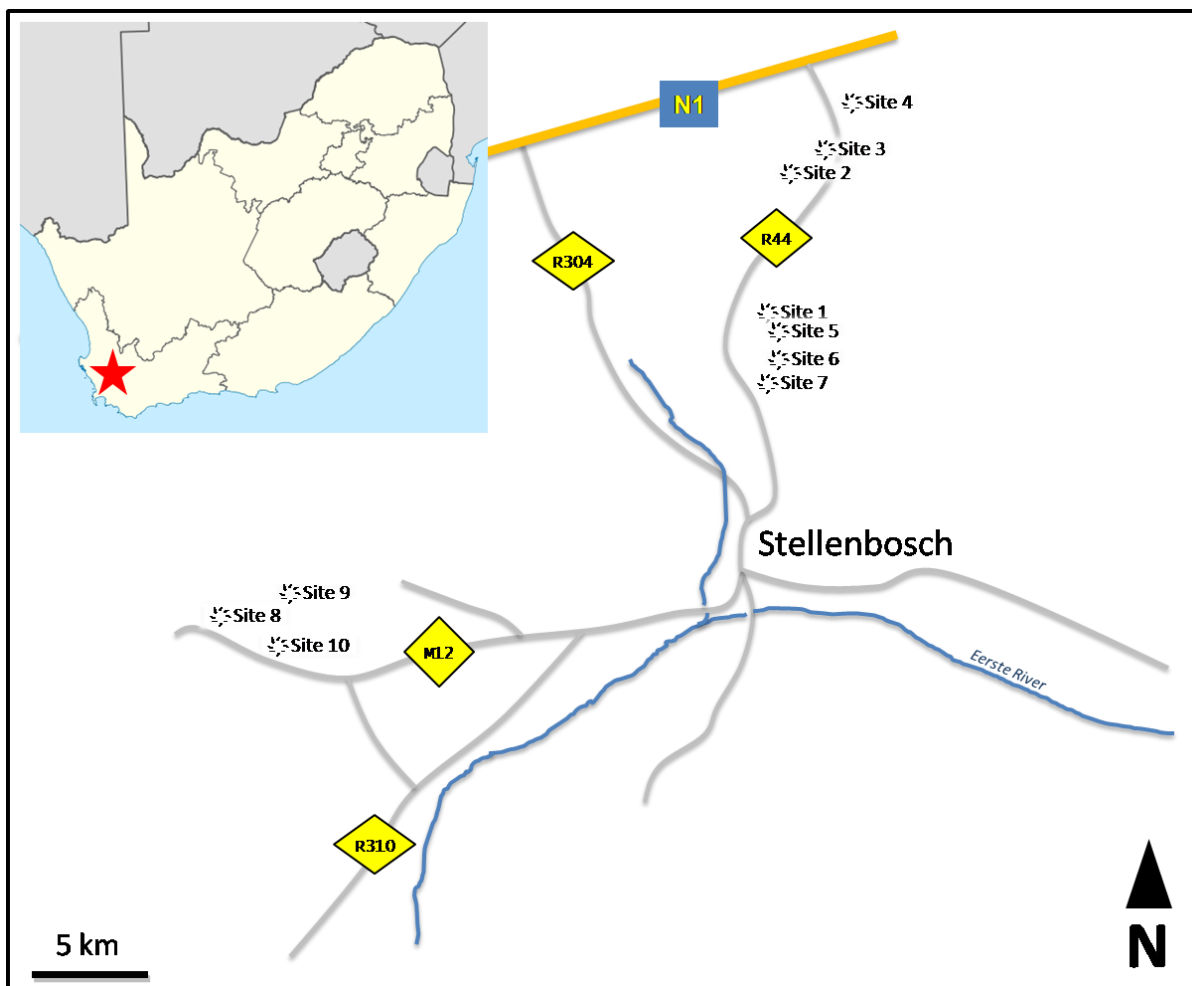 N1
Site 4
Site 3
Site 2
R44
R304
Site 1
Site 5
Site 6
Site 7
Stellenbosch
Site 9
Site 8
Site 10
M12
Eerste River
R310
5 km
N